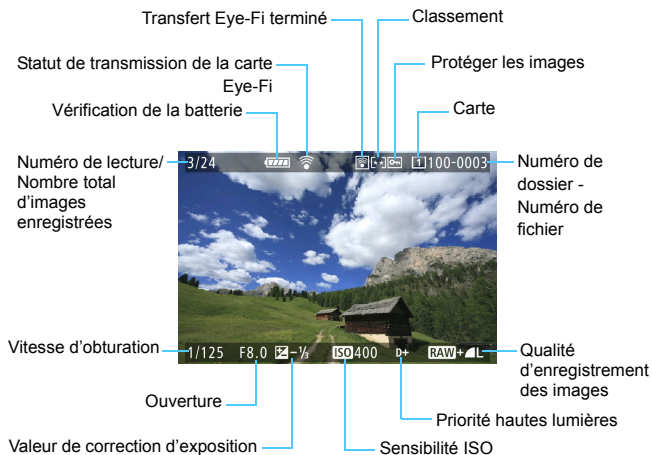 Transfert Eye-Fi terminé
Classement
Statut de transmission de la carte
Eye-Fi
Protéger les images
Vérification de la batterie
Carte
Numéro de lecture/
Nombre total
d'images
enregistrées
3/24
1 100-0003
Numéro de
dossier -
Numéro de
fichier
Vitesse d'obturation
1/125 F8.0 -1/3 ISO 400 D+ RAW+L
Qualité
d'enregistrement
des images
Ouverture
Priorité hautes lumières
Valeur de correction d'exposition
Sensibilité ISO